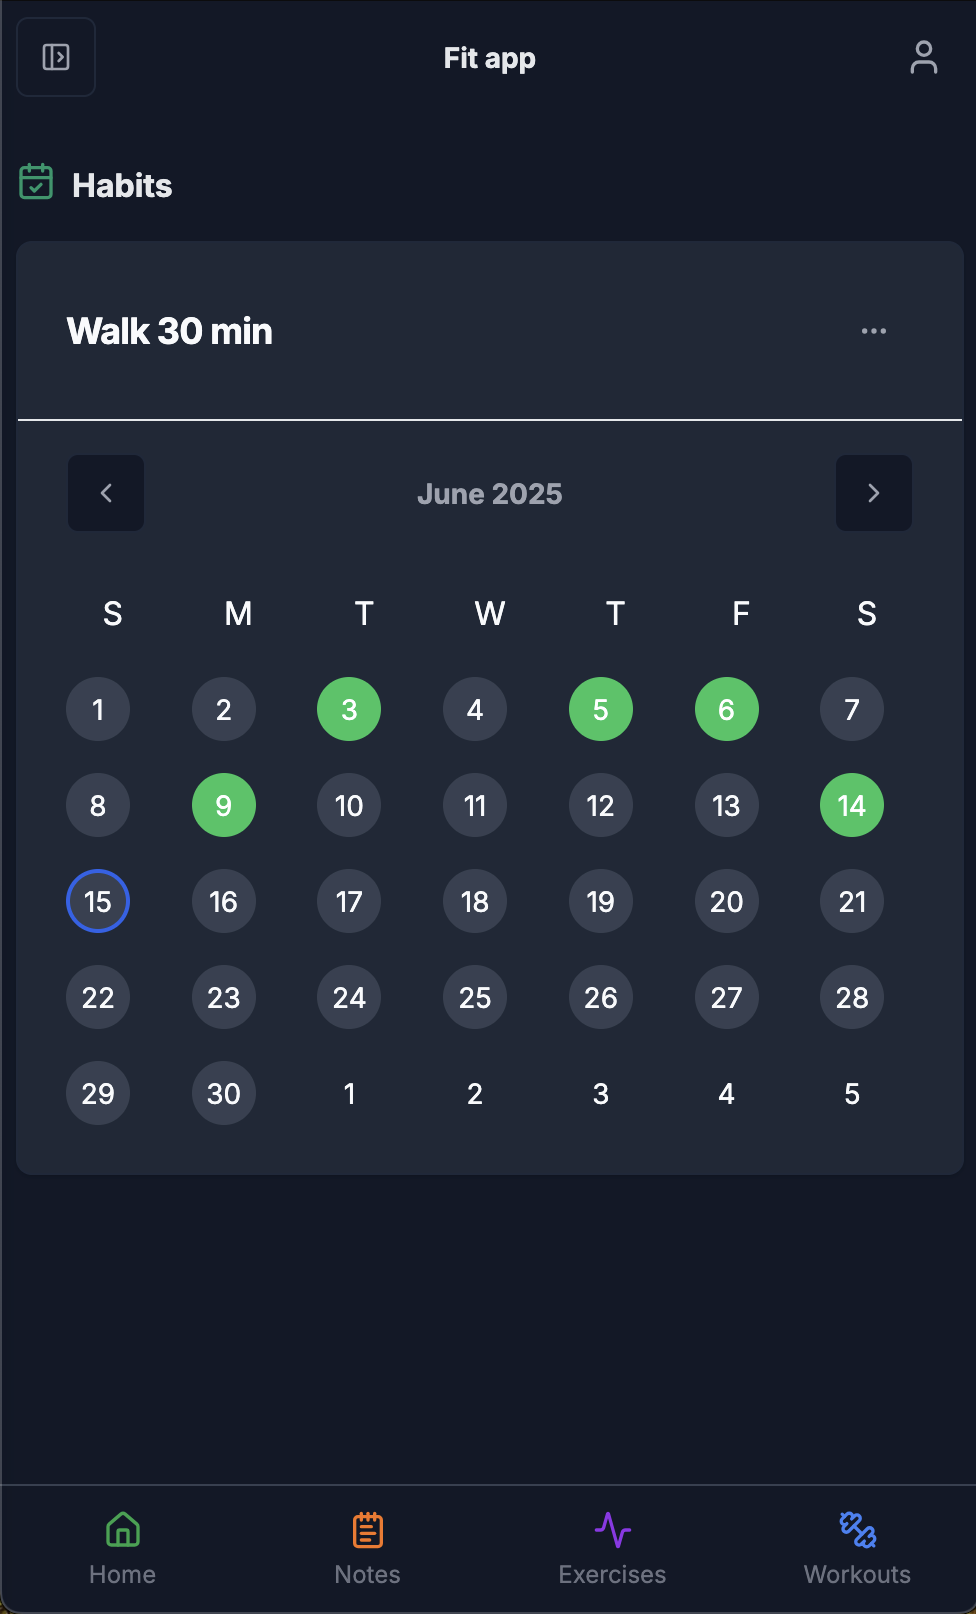 Fit app
Habits
Walk 30 min
June 2025
S M T W T F S
1 2 3 4 5 6 7
8 9 10 11 12 13 14
15 16 17 18 19 20 21
22 23 24 25 26 27 28
29 30 1 2 3 4 5
Home Notes Exercises Workouts